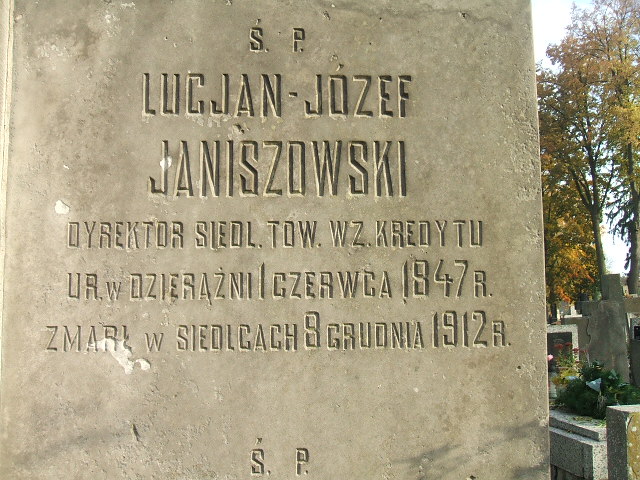 Ś. P.
LUCJAN-JÓZEF
JANISZOWSKI
DYREKTOR SIEDL. TOW. WZ. KREDYTU
UR. W DZIERĄŻNI 1 CZERWCA 1847 R.
ZMARŁ W SIEDLCACH 8 GRUDNIA 1912 R.
Ś. P.